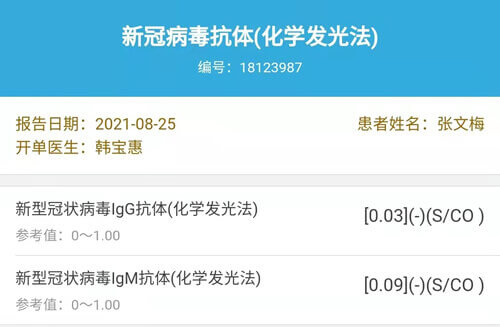 新冠病毒抗体(化学发光法)
编号：18123987
报告日期：2021-08-25 患者姓名：张文梅
开单医生：韩宝惠
新型冠状病毒IgG抗体(化学发光法) [0.03](-)(S/CO )
参考值：0～1.00
新型冠状病毒IgM抗体(化学发光法) [0.09](-)(S/CO )
参考值：0～1.00